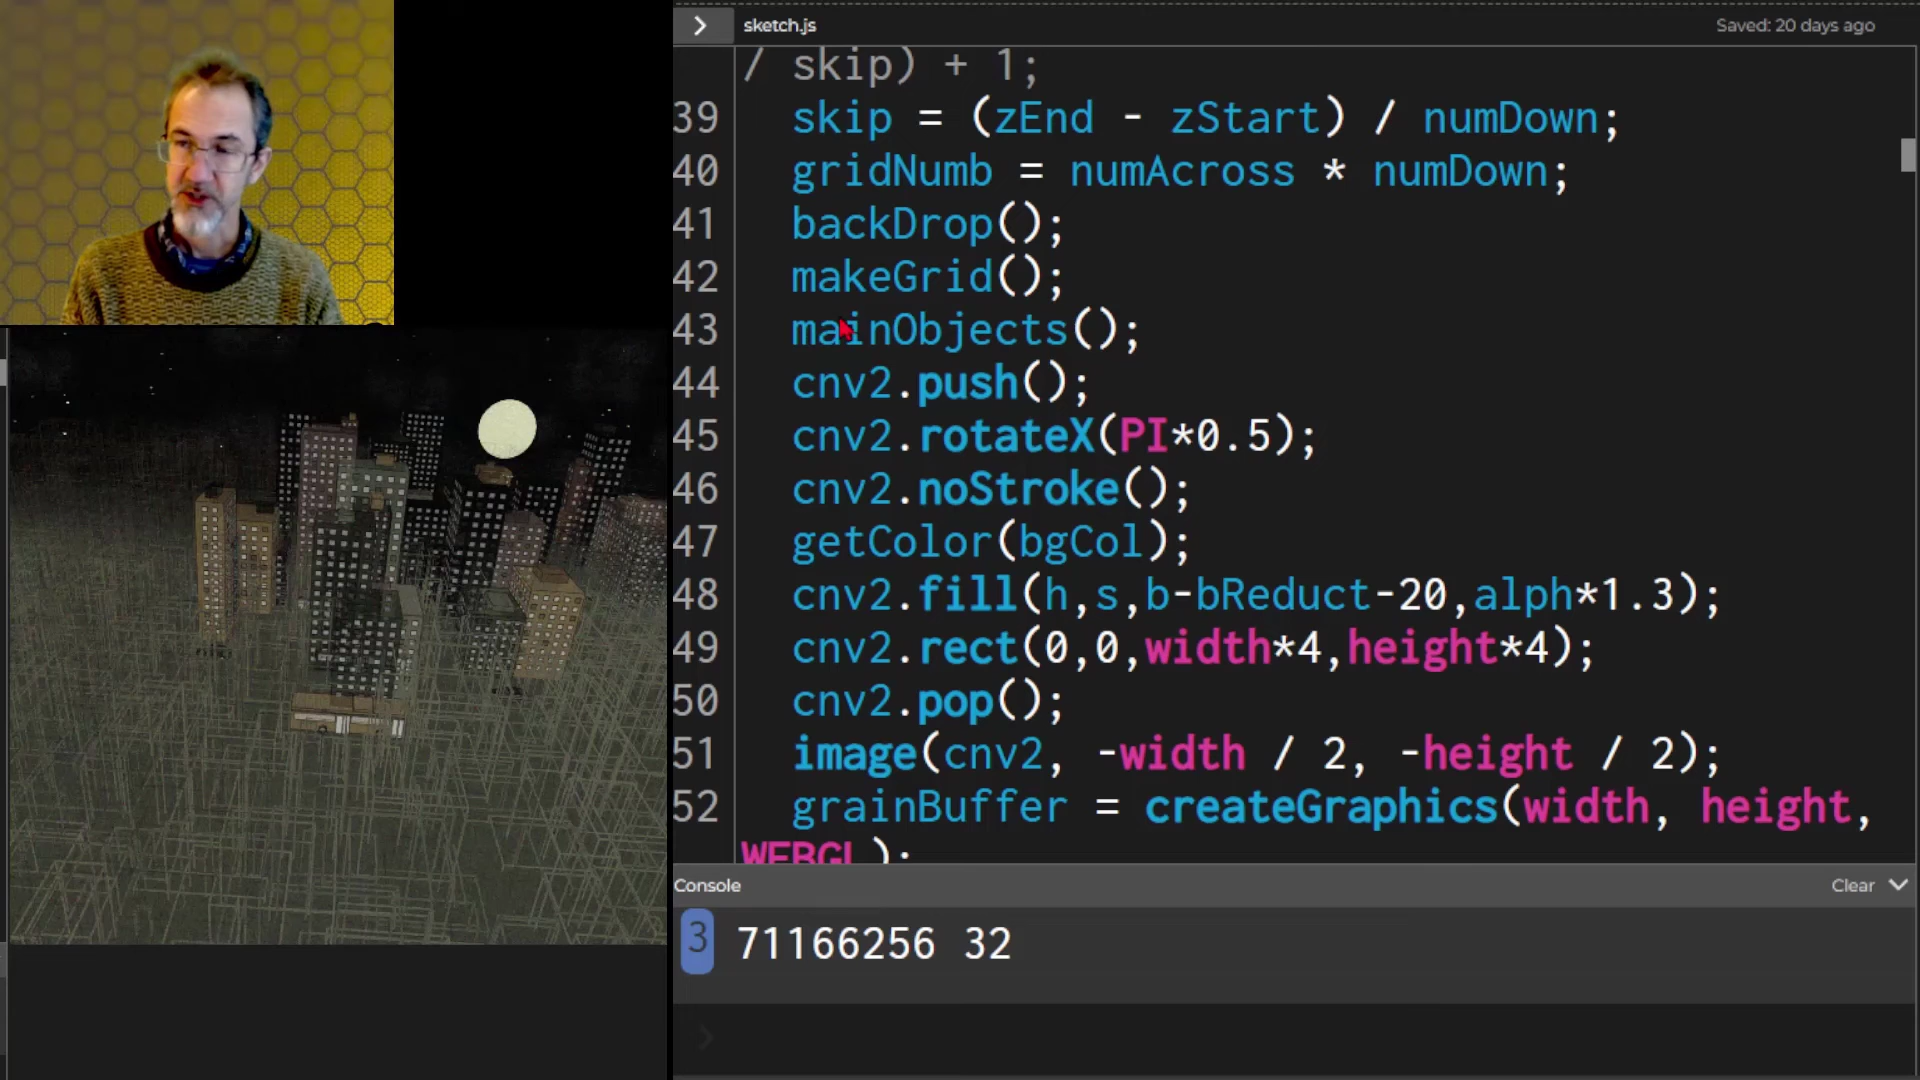 sketch.js
Saved: 20 days ago
/ skip) + 1;
39 skip = (zEnd - zStart) / numDown;
40 gridNumb = numAcross * numDown;
41 backDrop();
42 makeGrid();
43 mainObjects();
44 cnv2.push();
45 cnv2.rotateX(PI*0.5);
46 cnv2.noStroke();
47 getColor(bgCol);
48 cnv2.fill(h,s,b-bReduct-20,alph*1.3);
49 cnv2.rect(0,0,width*4,height*4);
50 cnv2.pop();
51 image(cnv2, -width / 2, -height / 2);
52 grainBuffer = createGraphics(width, height,
WEBGL);
Console
Clear
3 71166256 32